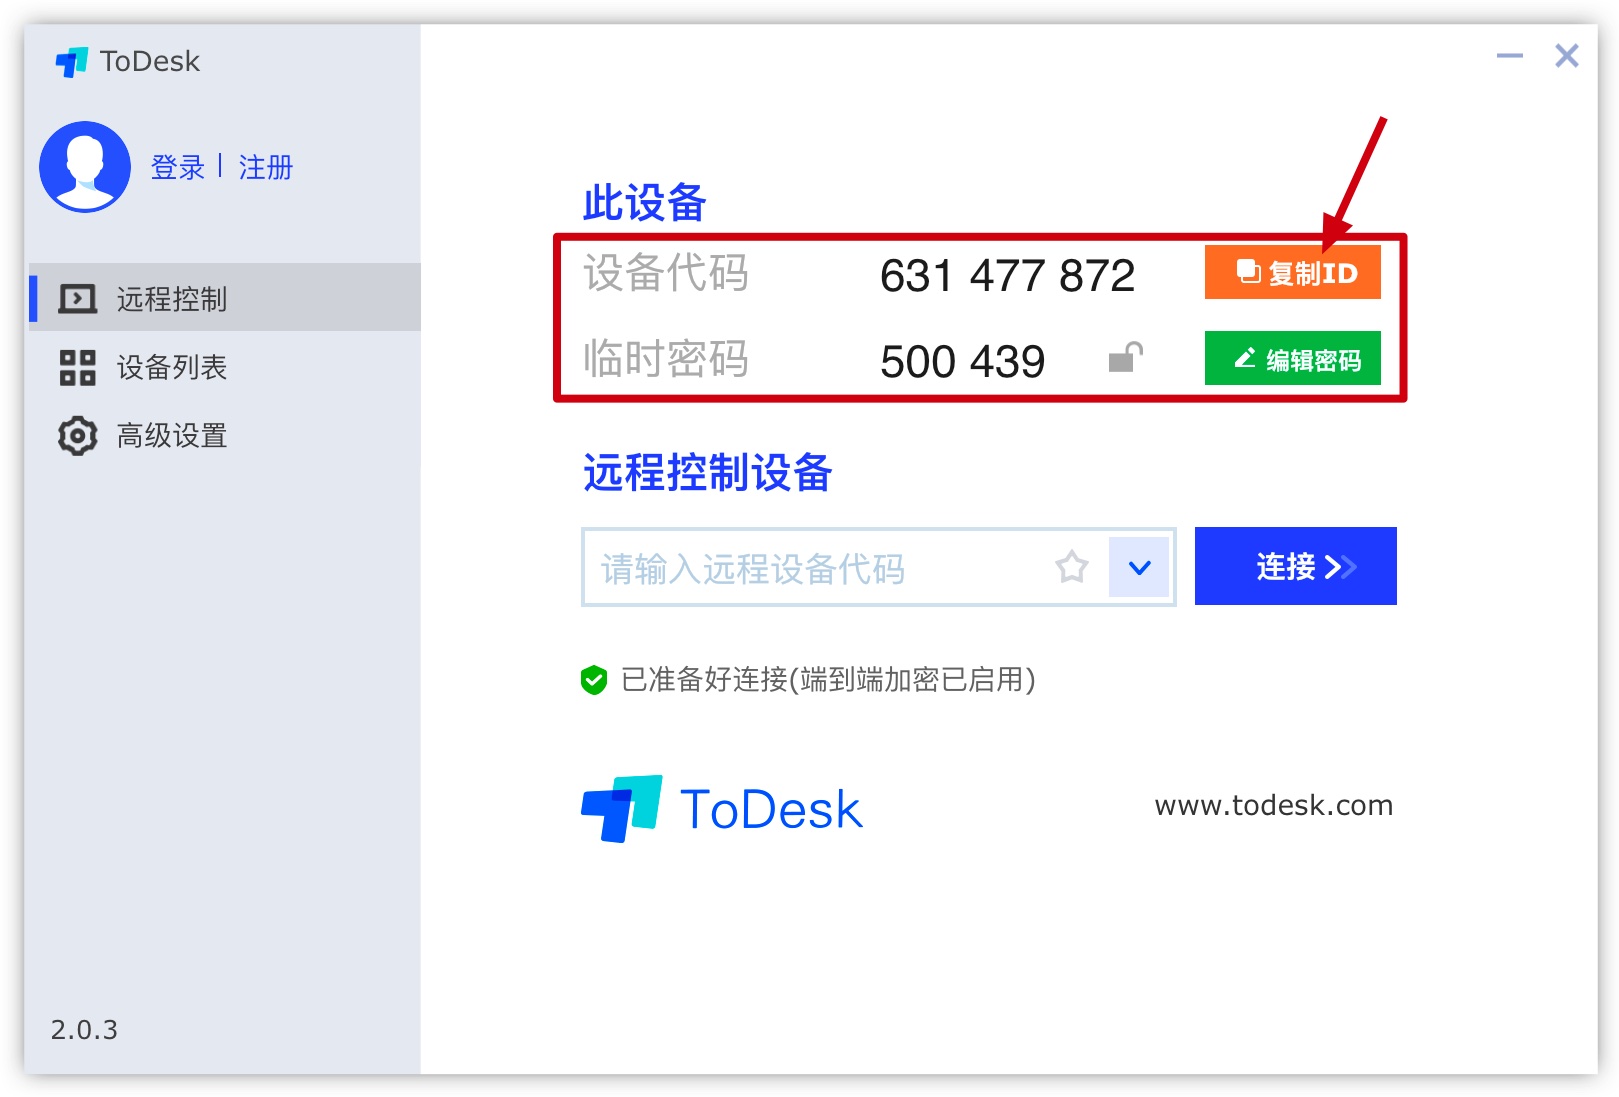 ToDesk
登录 | 注册
远程控制
设备列表
高级设置
2.0.3
此设备
设备代码 631 477 872 复制ID
临时密码 500 439 编辑密码
远程控制设备
请输入远程设备代码 连接
已准备好连接(端到端加密已启用)
ToDesk www.todesk.com